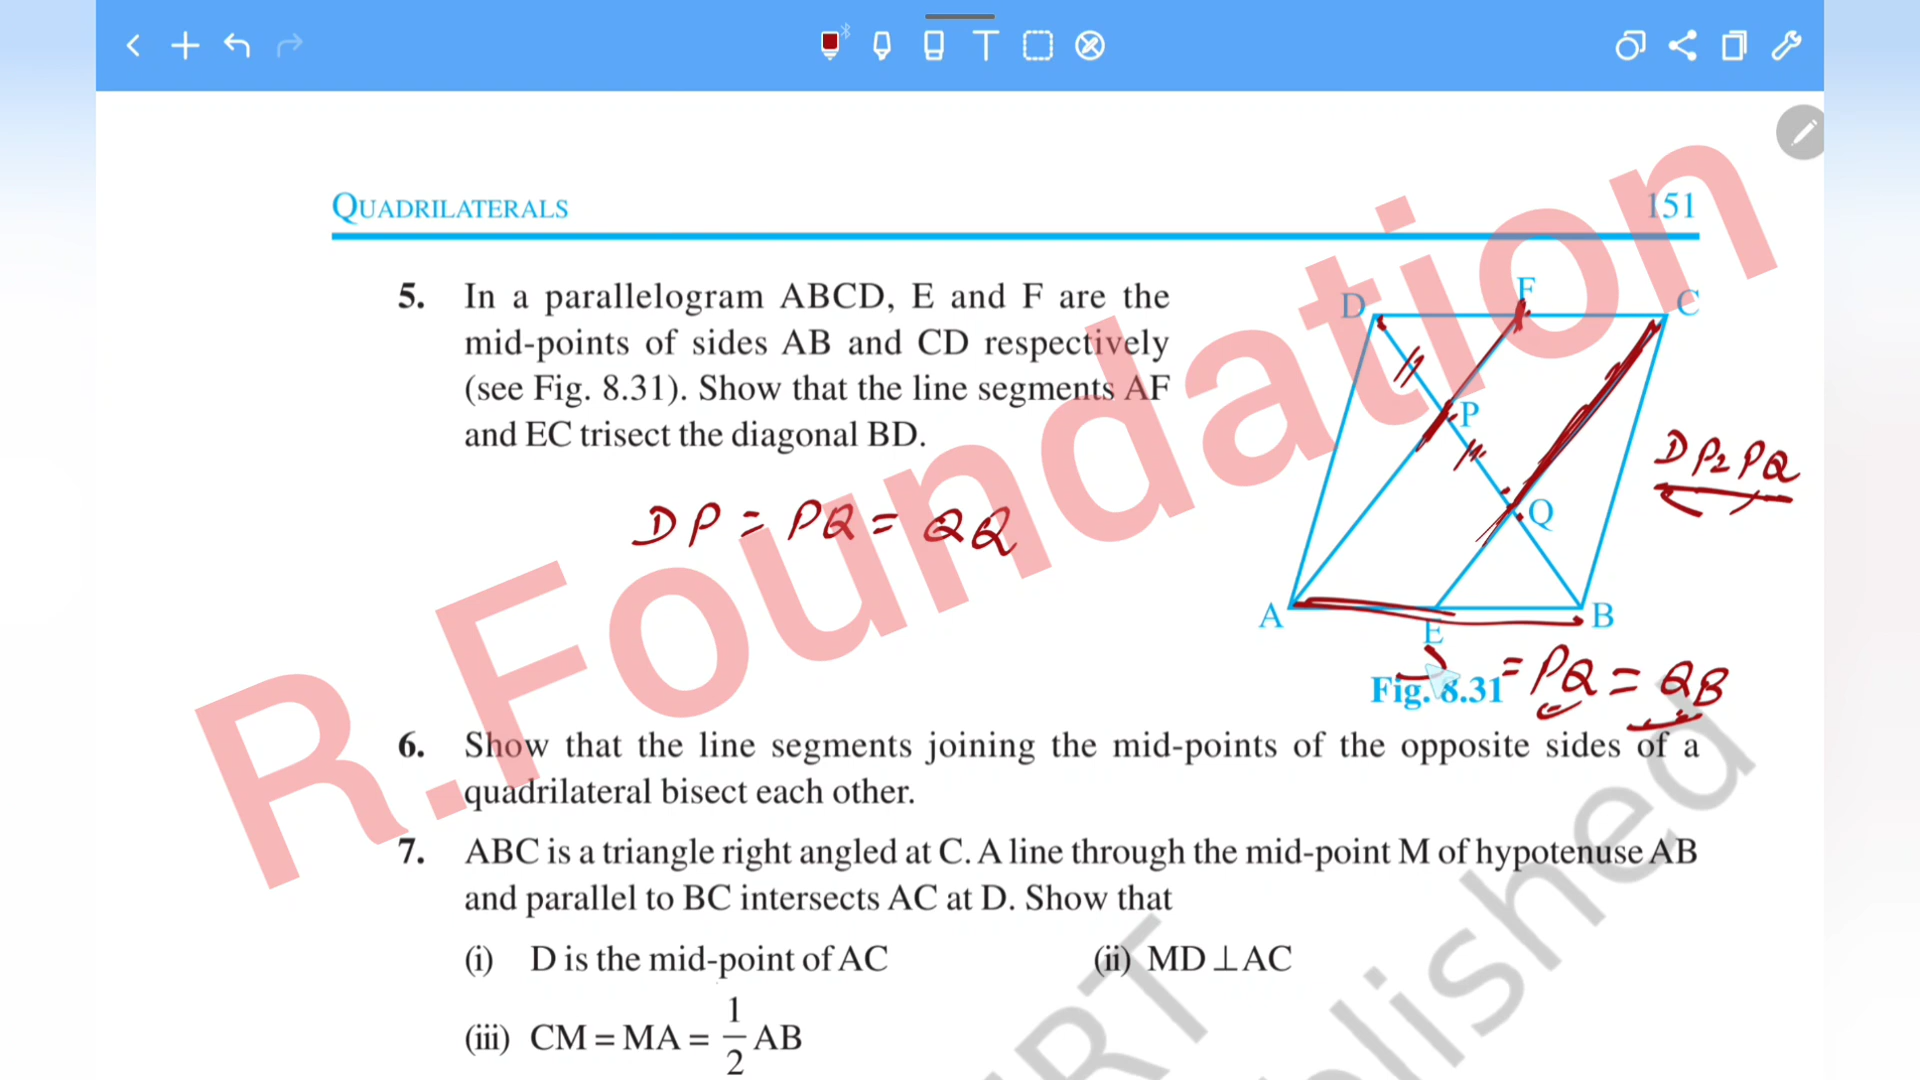 QUADRILATERALS 151
5. In a parallelogram ABCD, E and F are the
mid-points of sides AB and CD respectively
(see Fig. 8.31). Show that the line segments AF
and EC trisect the diagonal BD.
DP = PQ = QQ
D F C
P
Q
A E B
DP = PQ
= PQ = QB
Fig. 8.31
6. Show that the line segments joining the mid-points of the opposite sides of a
quadrilateral bisect each other.
7. ABC is a triangle right angled at C. A line through the mid-point M of hypotenuse AB
and parallel to BC intersects AC at D. Show that
(i) D is the mid-point of AC (ii) MD ⊥ AC
(iii) CM = MA = 1/2 AB
R.Foundation